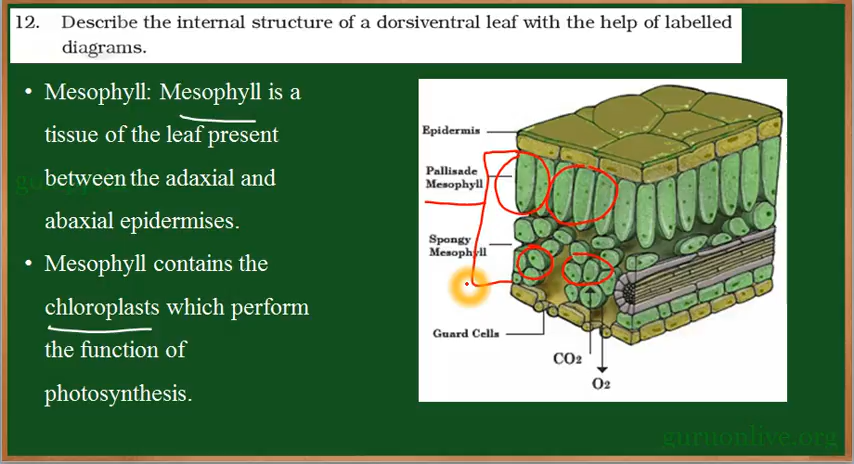 12. Describe the internal structure of a dorsiventral leaf with the help of labelled
diagrams.
• Mesophyll: Mesophyll is a
tissue of the leaf present
between the adaxial and
abaxial epidermises.
• Mesophyll contains the
chloroplasts which perform
the function of
photosynthesis.
Epidermis
Pallisade
Mesophyll
Spongy
Mesophyll
Guard Cells
CO2
O2
gurnonlive.org